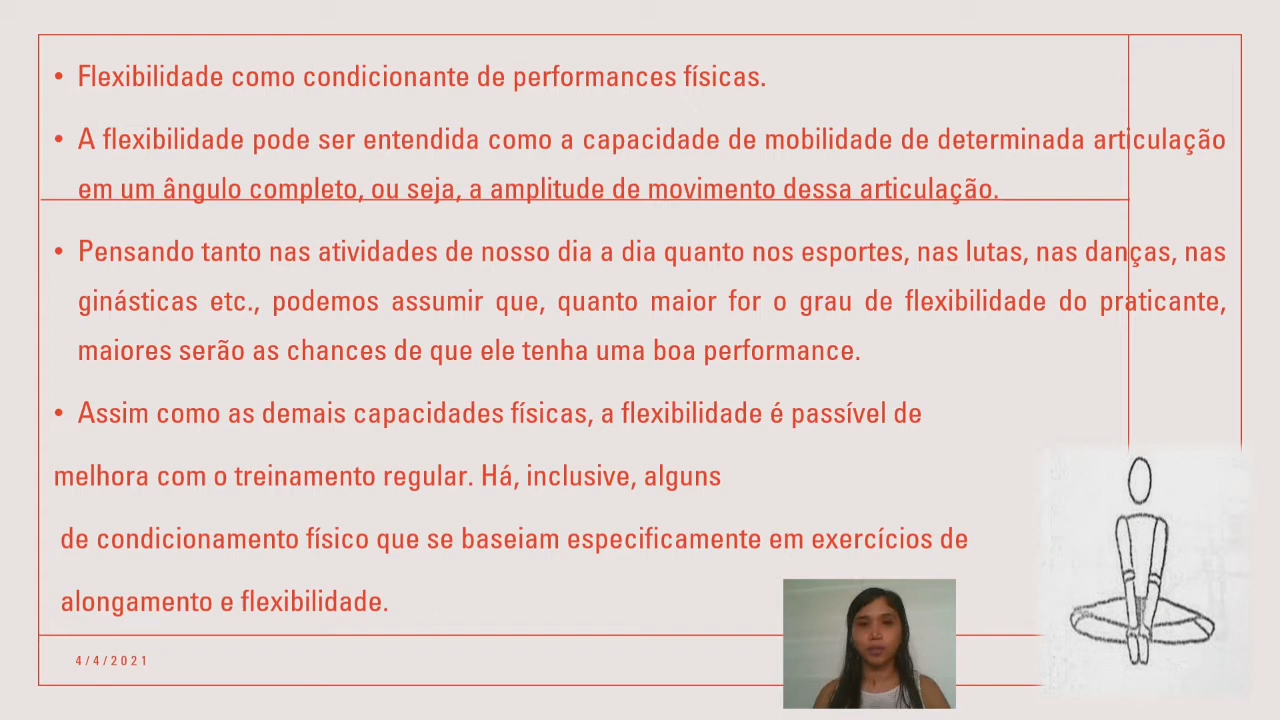 • Flexibilidade como condicionante de performances físicas.
• A flexibilidade pode ser entendida como a capacidade de mobilidade de determinada articulação
em um ângulo completo, ou seja, a amplitude de movimento dessa articulação.
• Pensando tanto nas atividades de nosso dia a dia quanto nos esportes, nas lutas, nas danças, nas
ginásticas etc., podemos assumir que, quanto maior for o grau de flexibilidade do praticante,
maiores serão as chances de que ele tenha uma boa performance.
• Assim como as demais capacidades físicas, a flexibilidade é passível de
melhora com o treinamento regular. Há, inclusive, alguns
de condicionamento físico que se baseiam especificamente em exercícios de
alongamento e flexibilidade.
4/4/2021